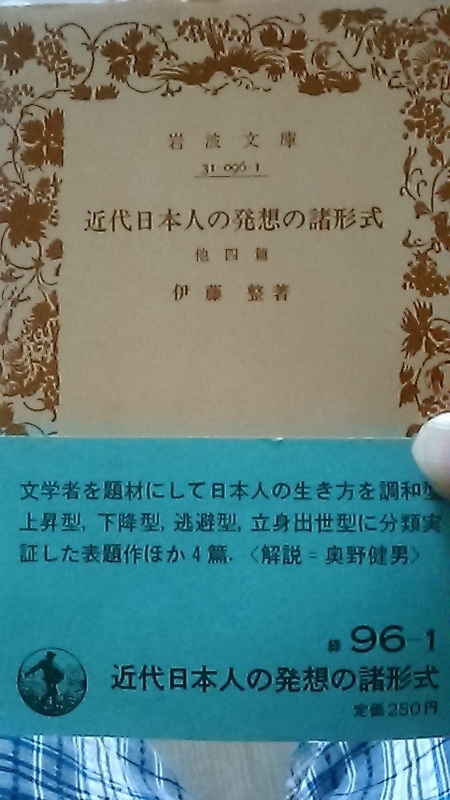 岩波文庫
31-096-1
近代日本人の発想の諸形式
他四篇
伊藤整著
文学者を題材にして日本人の生き方を調和型
上昇型, 下降型, 逃避型, 立身出世型に分類実
証した表題作ほか4篇.〈解説=奥野健男〉
緑 96-1
近代日本人の発想の諸形式
定価250円